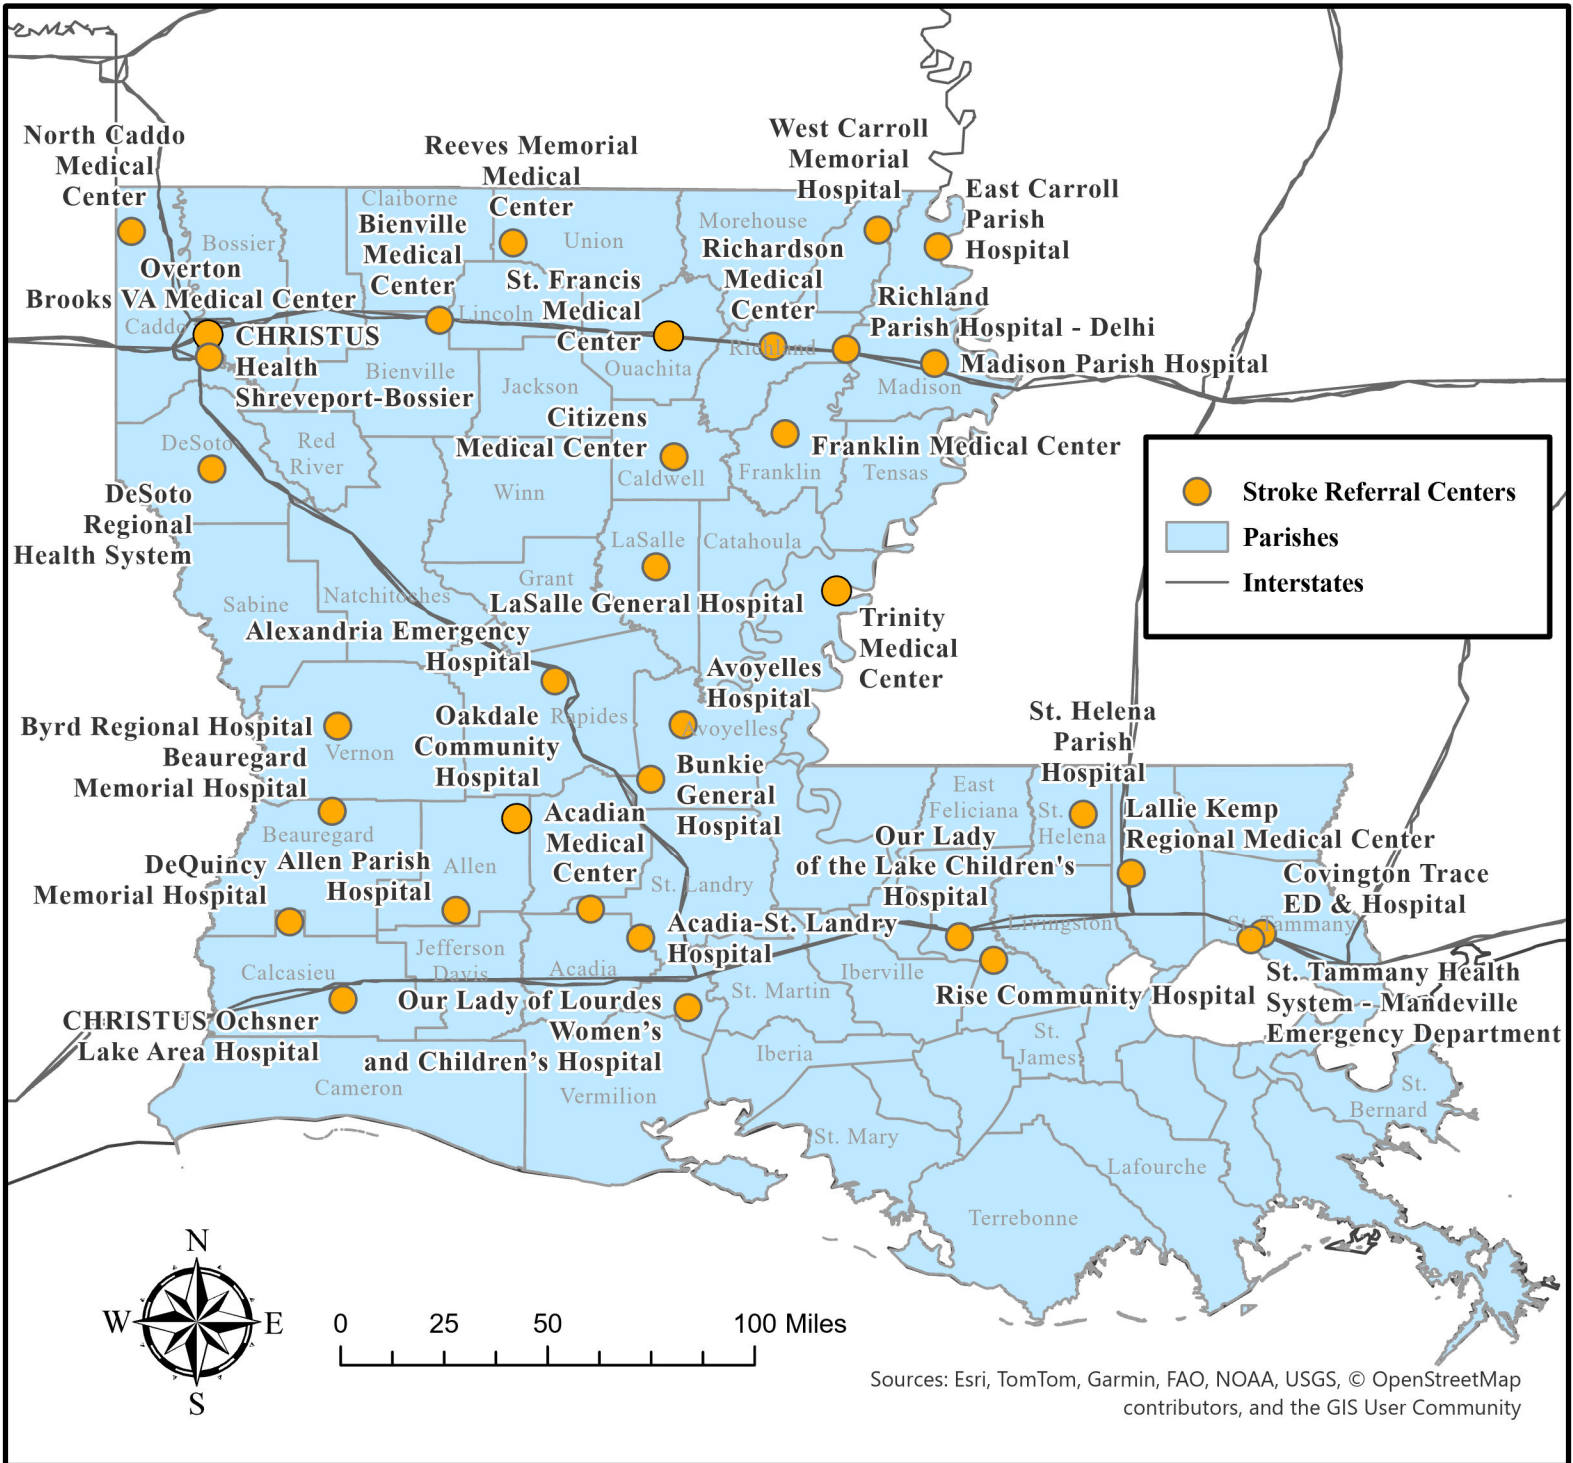 North Caddo
Medical
Center
Reeves Memorial
Medical
Center
West Carroll
Memorial
Hospital
East Carroll
Parish
Hospital
Claiborne
Bossier
Union
Morehouse
Bienville
Medical
Center
Richardson
Medical
Center
Overton
Brooks VA Medical Center
St. Francis
Medical
Center
Richland
Parish Hospital - Delhi
Caddo
Lincoln
CHRISTUS
Health
Shreveport-Bossier
Richland
Madison Parish Hospital
Bienville
Jackson
Ouachita
Madison
Citizens
Medical Center
Franklin Medical Center
DeSoto
Red
River
Winn
Caldwell
Franklin
Tensas
Stroke Referral Centers
Parishes
Interstates
DeSoto
Regional
Health System
LaSalle
Catahoula
Grant
Sabine
Natchitoches
LaSalle General Hospital
Trinity
Medical
Center
Alexandria Emergency
Hospital
Avoyelles
Hospital
Rapides
Avoyelles
Byrd Regional Hospital
Vernon
Oakdale
Community
Hospital
St. Helena
Parish
Hospital
Beauregard
Memorial Hospital
Bunkie
General
Hospital
East
Feliciana
St.
Helena
Beauregard
Acadian
Medical
Center
Lallie Kemp
Regional Medical Center
Our Lady
of the Lake Children's
Hospital
DeQuincy
Memorial Hospital
Allen Parish
Hospital
Allen
St. Landry
Covington Trace
ED & Hospital
Acadia-St. Landry
Hospital
Livingston
St. Tammany
Jefferson
Davis
Calcasieu
Acadia
Iberville
St. Martin
Rise Community Hospital
St. Tammany Health
System - Mandeville
Emergency Department
CHRISTUS Ochsner
Lake Area Hospital
Our Lady of Lourdes
Women’s
and Children’s Hospital
St.
James
Iberia
Cameron
Vermilion
St.
Bernard
St. Mary
Lafourche
Terrebonne
N
W
E
S
0 25 50 100 Miles
Sources: Esri, TomTom, Garmin, FAO, NOAA, USGS, © OpenStreetMap
contributors, and the GIS User Community